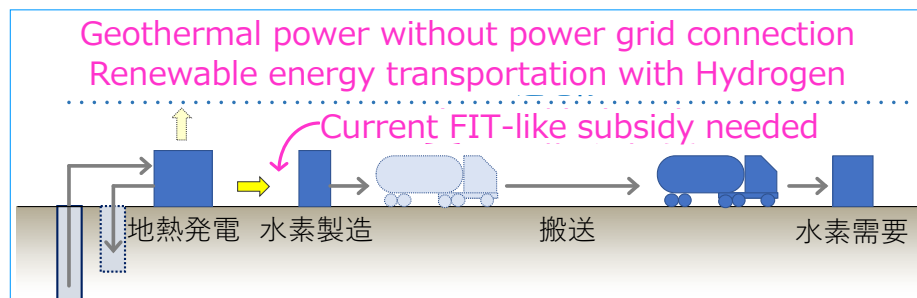 Geothermal power without power grid connection
Renewable energy transportation with Hydrogen
Current FIT-like subsidy needed
地熱発電 水素製造 搬送 水素需要